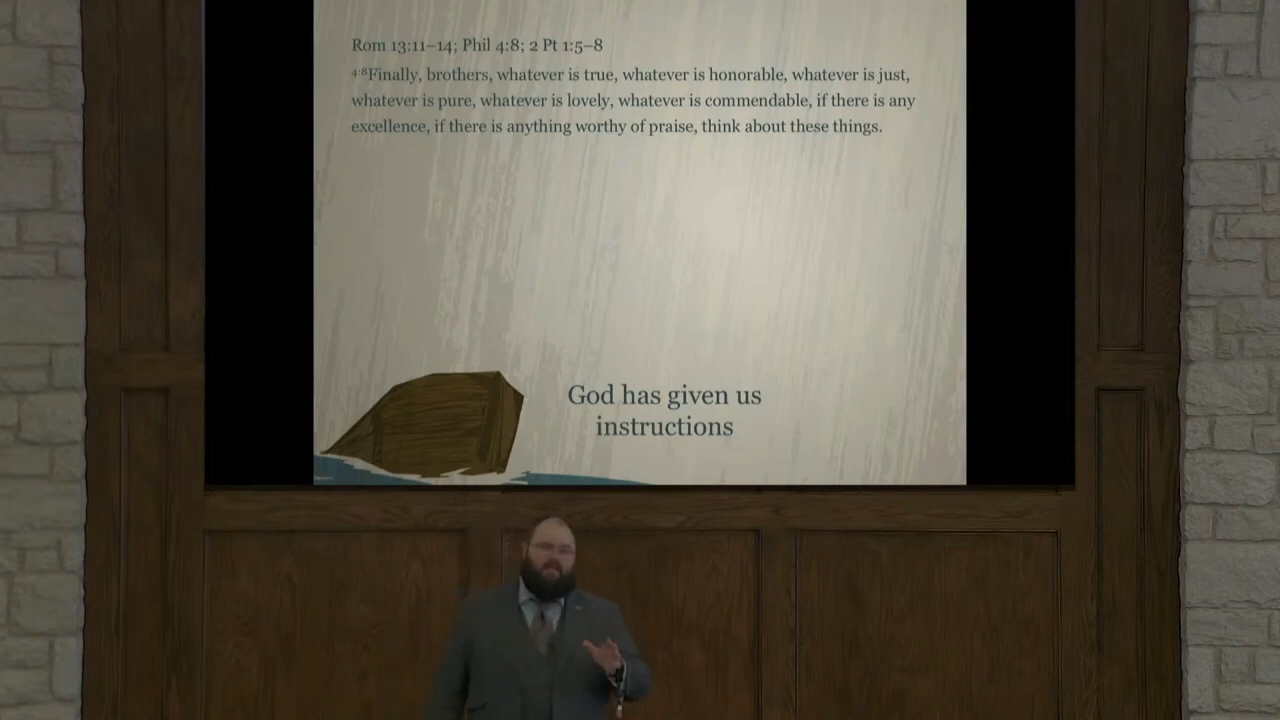 Rom 13:11–14; Phil 4:8; 2 Pt 1:5–8
4:8Finally, brothers, whatever is true, whatever is honorable, whatever is just,
whatever is pure, whatever is lovely, whatever is commendable, if there is any
excellence, if there is anything worthy of praise, think about these things.
God has given us
instructions